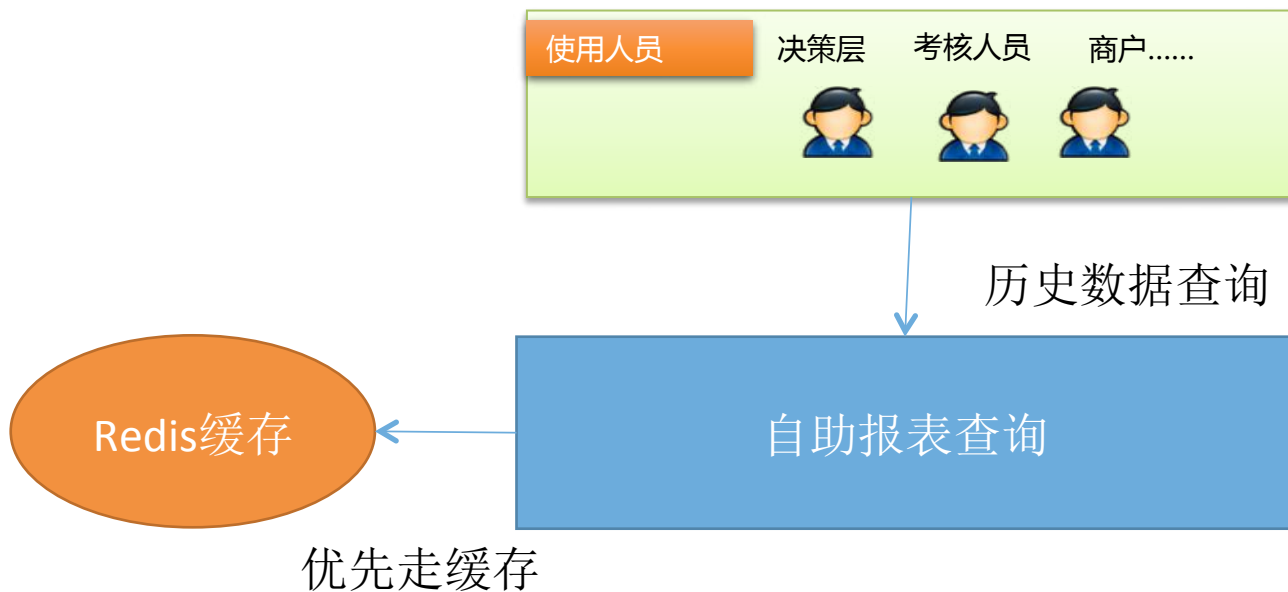 使用人员 决策层 考核人员 商户......
历史数据查询
Redis缓存 自助报表查询
优先走缓存